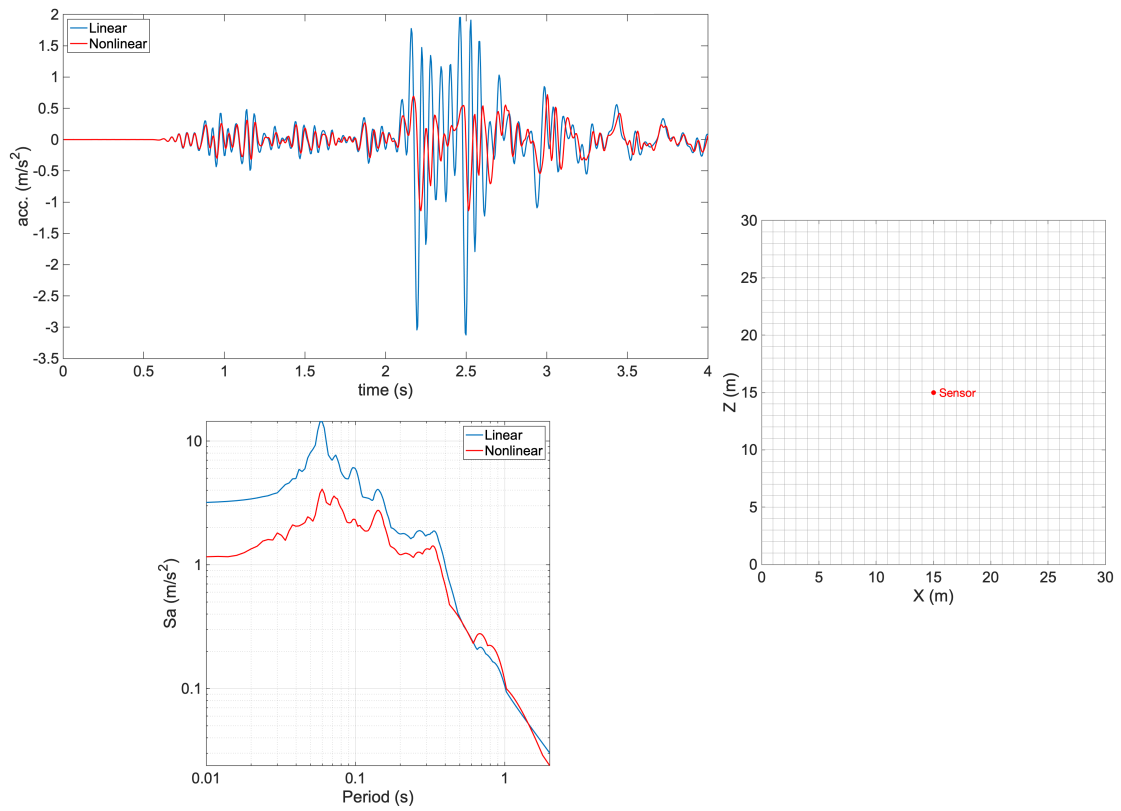 2
1.5
1
0.5
0
-0.5
-1
-1.5
-2
-2.5
-3
-3.5
acc. (m/s²)
Linear
Nonlinear
0 0.5 1 1.5 2 2.5 3 3.5 4
time (s)
30
25
20
15
10
5
0
Z (m)
Sensor
0 5 10 15 20 25 30
X (m)
10
1
0.1
Sa (m/s²)
Linear
Nonlinear
0.01 0.1 1
Period (s)